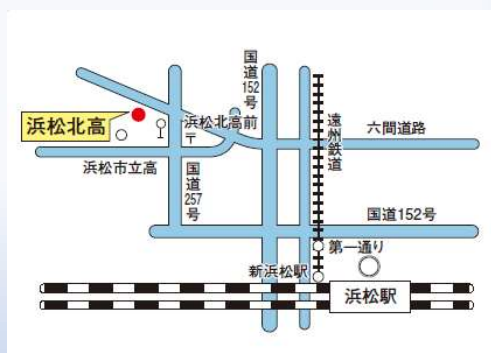 国道152号
浜松北高
浜松北高前
〒
遠州鉄道
六間道路
浜松市立高
国道257号
国道152号
第一通り
新浜松駅
浜松駅